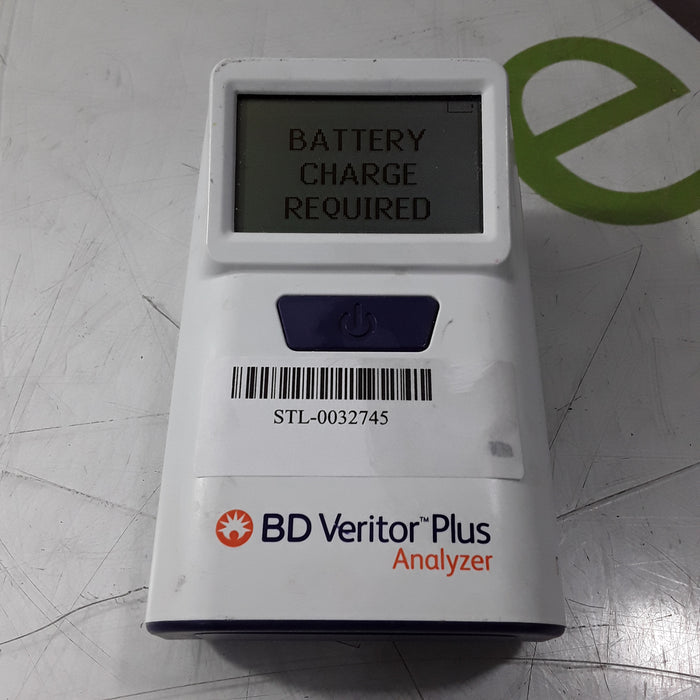 BATTERY
CHARGE
REQUIRED
STL-0032745
BD Veritor™ Plus
Analyzer
e